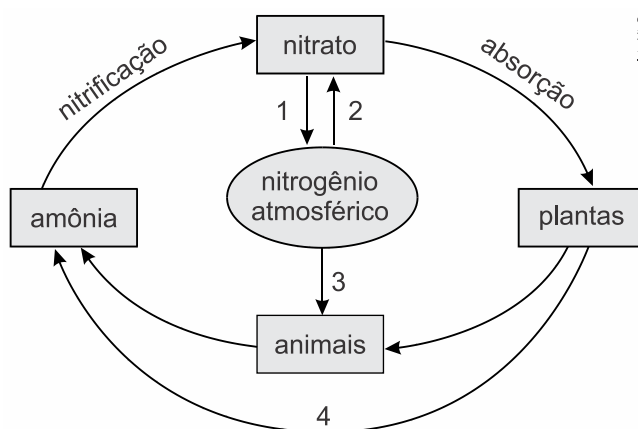 nitrato
nitrificação
absorção
1
2
nitrogênio
atmosférico
amônia
plantas
3
animais
4